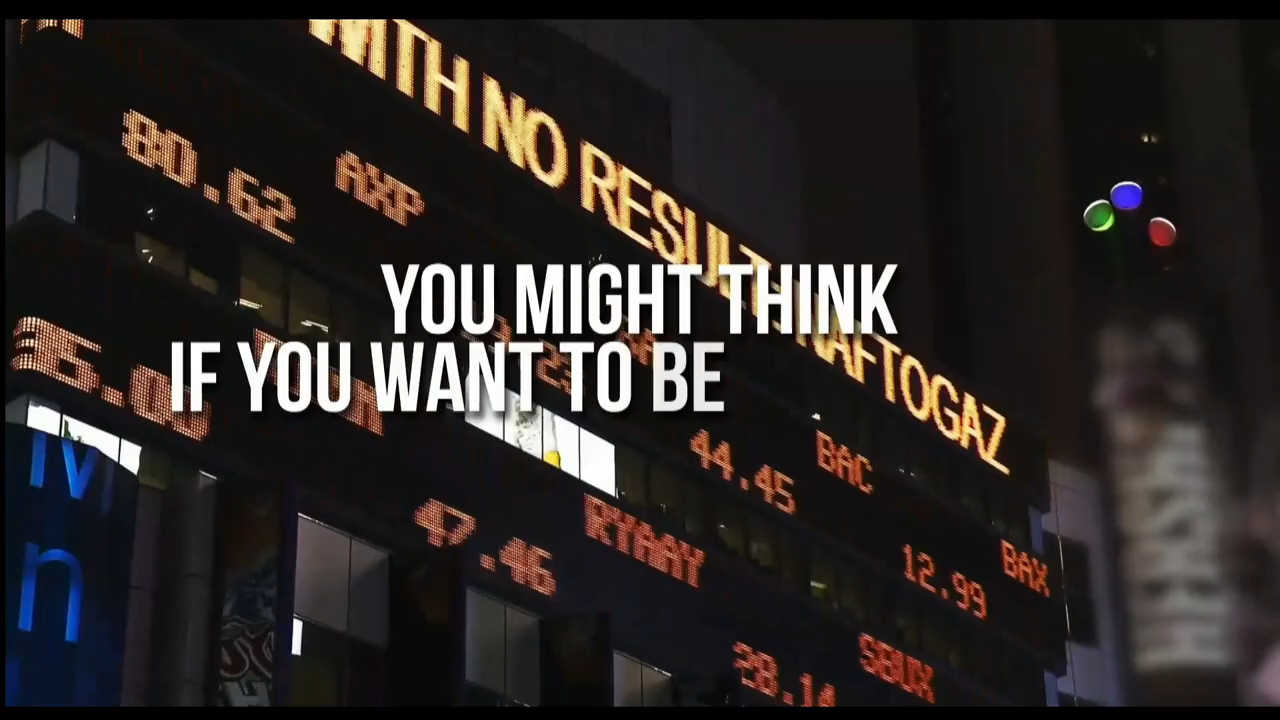 WITH NO RESULT: NAFTOGAZ
80.62 AXP
YOU MIGHT THINK
IF YOU WANT TO BE
44.45 BAC
47.46 RYAAY
12.99 BAX
28.14 SBUX
n